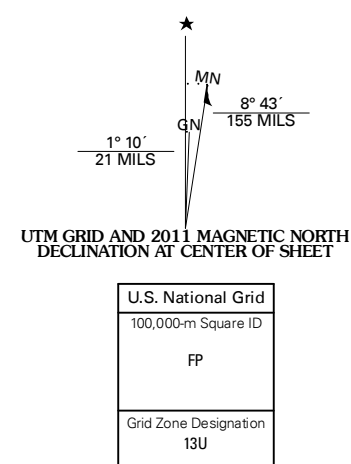 ★
MN
GN
8° 43´
155 MILS
1° 10´
21 MILS
UTM GRID AND 2011 MAGNETIC NORTH
DECLINATION AT CENTER OF SHEET
U.S. National Grid
100,000-m Square ID
FP
Grid Zone Designation
13U